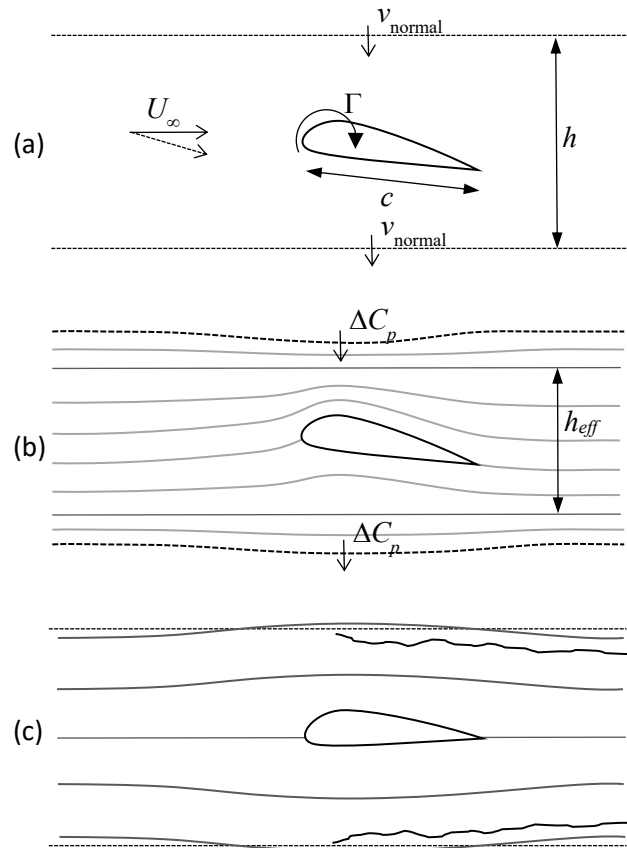 v_normal
U_∞
Γ
(a)
h
c
v_normal
ΔC_p
(b)
h_eff
ΔC_p
(c)